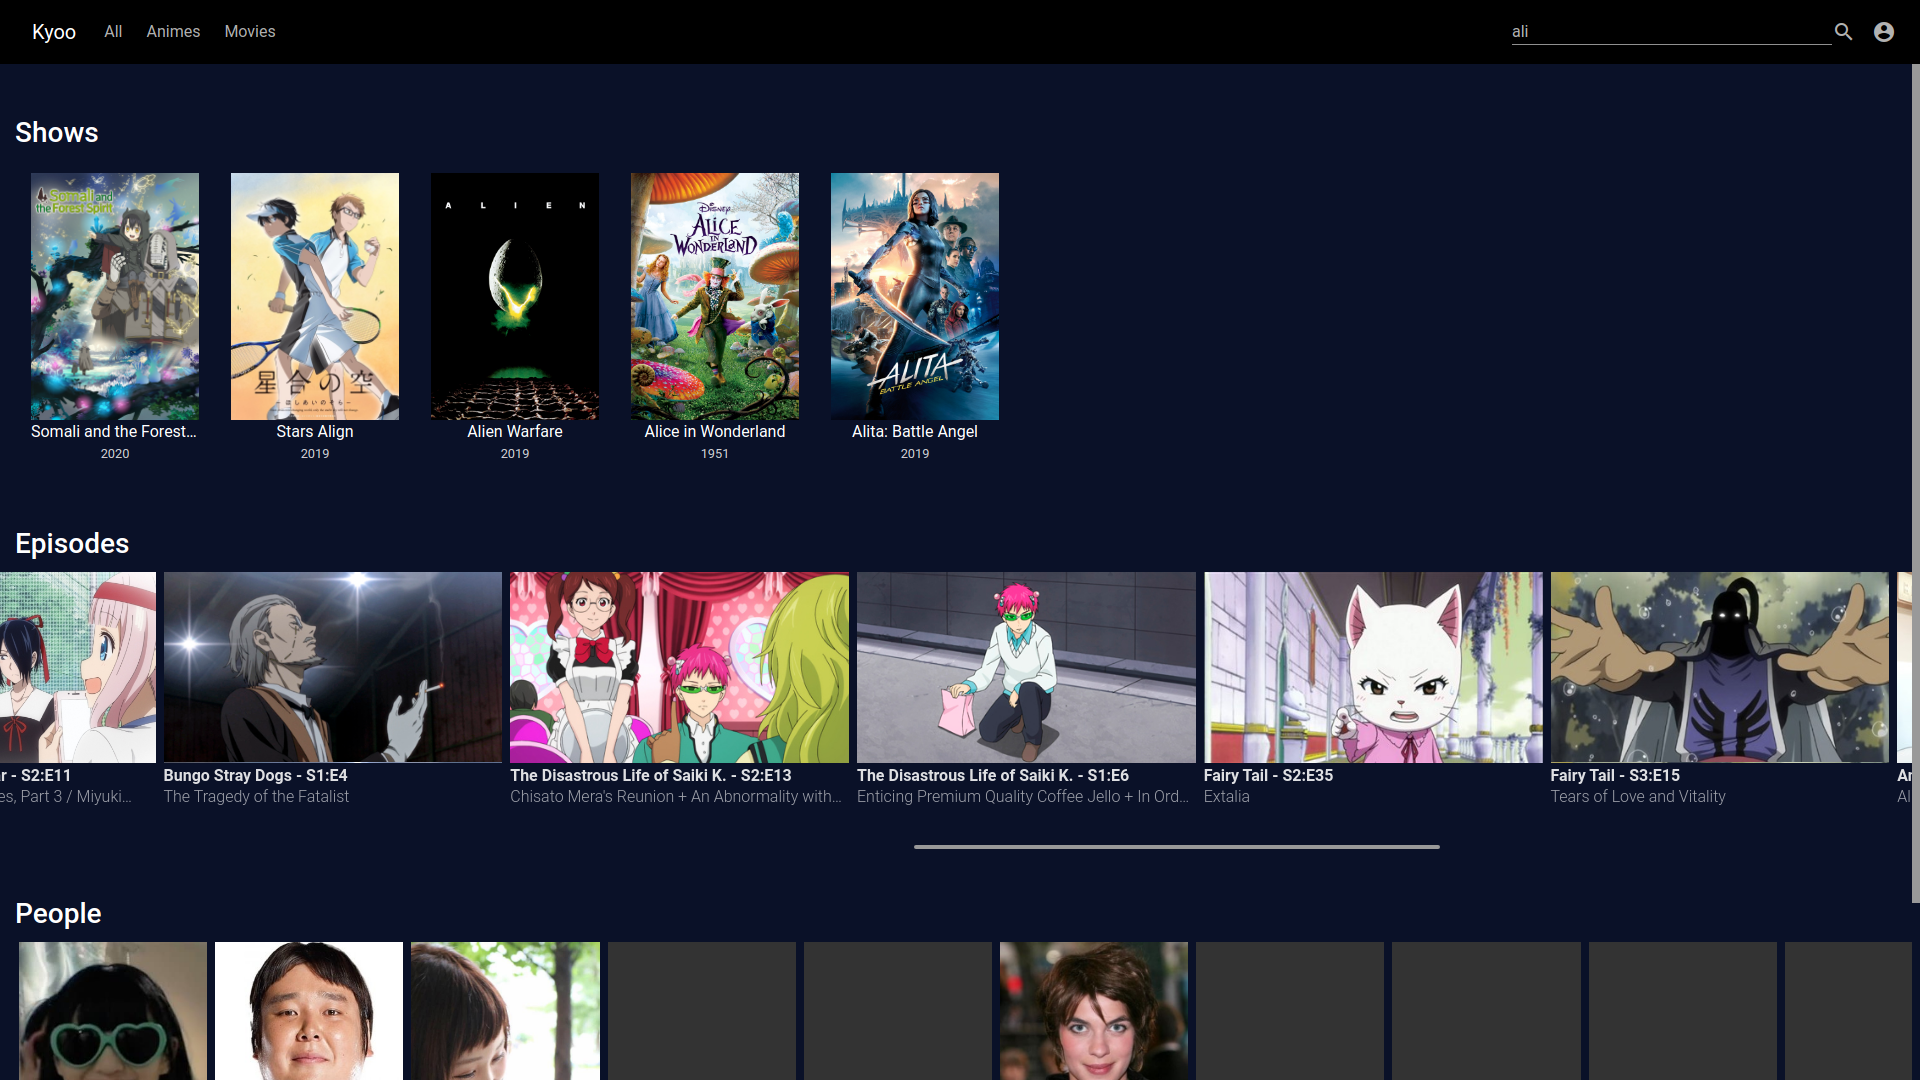 Kyoo All Animes Movies ali
Shows
Somali and
the Forest Spirit
星合の空
ALIEN
Disney
ALICE
IN
WONDERLAND
ALITA
BATTLE ANGEL
Somali and the Forest... Stars Align Alien Warfare Alice in Wonderland Alita: Battle Angel
2020 2019 2019 1951 2019
Episodes
r - S2:E11 Bungo Stray Dogs - S1:E4 The Disastrous Life of Saiki K. - S2:E13 The Disastrous Life of Saiki K. - S1:E6 Fairy Tail - S2:E35 Fairy Tail - S3:E15
es, Part 3 / Miyuki... The Tragedy of the Fatalist Chisato Mera's Reunion + An Abnormality with... Enticing Premium Quality Coffee Jello + In Ord... Extalia Tears of Love and Vitality
People